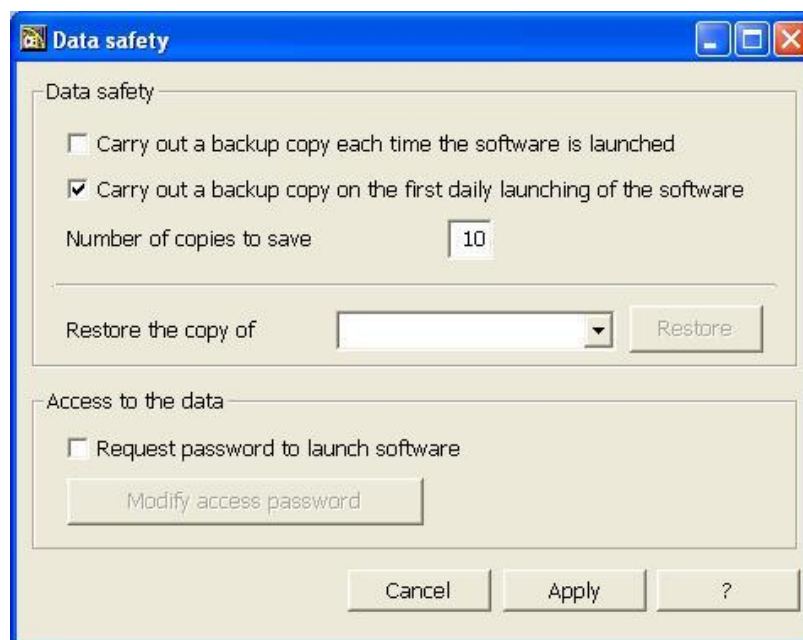 Data safety
Data safety
Carry out a backup copy each time the software is launched
Carry out a backup copy on the first daily launching of the software
Number of copies to save 10
Restore the copy of Restore
Access to the data
Request password to launch software
Modify access password
Cancel Apply ?